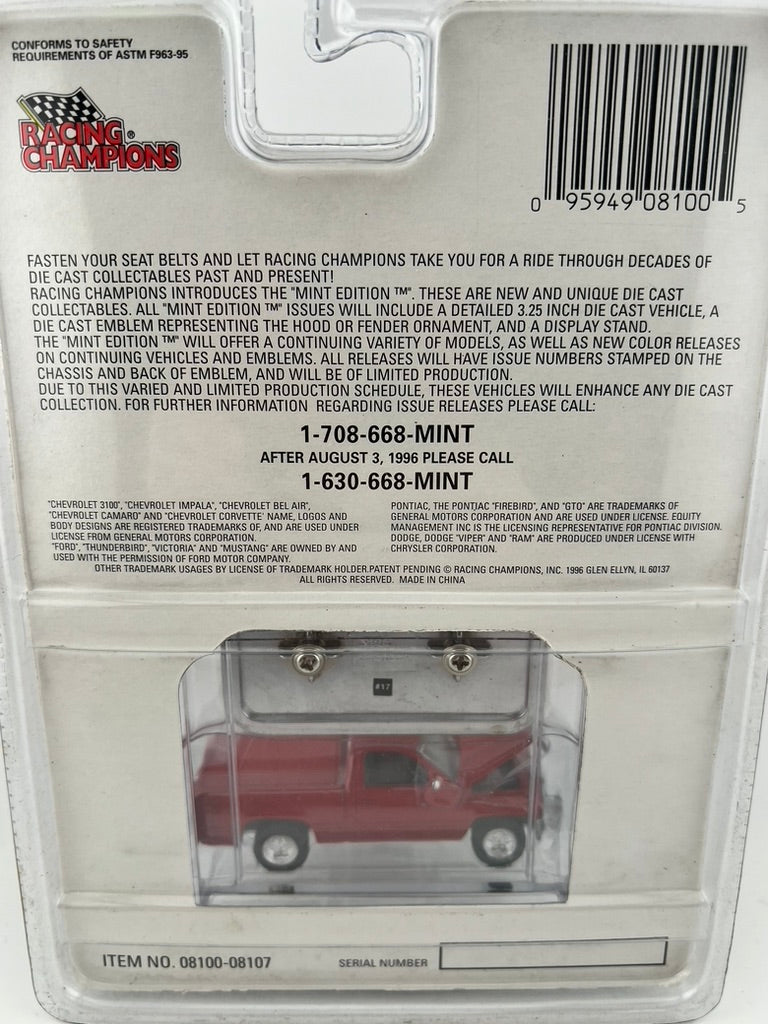 CONFORMS TO SAFETY
REQUIREMENTS OF ASTM F963-95
RACING®
CHAMPIONS
0 95949 08100 5
FASTEN YOUR SEAT BELTS AND LET RACING CHAMPIONS TAKE YOU FOR A RIDE THROUGH DECADES OF
DIE CAST COLLECTABLES PAST AND PRESENT!
RACING CHAMPIONS INTRODUCES THE "MINT EDITION ™". THESE ARE NEW AND UNIQUE DIE CAST
COLLECTABLES. ALL "MINT EDITION ™" ISSUES WILL INCLUDE A DETAILED 3.25 INCH DIE CAST VEHICLE, A
DIE CAST EMBLEM REPRESENTING THE HOOD OR FENDER ORNAMENT, AND A DISPLAY STAND.
THE "MINT EDITION ™" WILL OFFER A CONTINUING VARIETY OF MODELS, AS WELL AS NEW COLOR RELEASES
ON CONTINUING VEHICLES AND EMBLEMS. ALL RELEASES WILL HAVE ISSUE NUMBERS STAMPED ON THE
CHASSIS AND BACK OF EMBLEM, AND WILL BE OF LIMITED PRODUCTION.
DUE TO THIS VARIED AND LIMITED PRODUCTION SCHEDULE, THESE VEHICLES WILL ENHANCE ANY DIE CAST
COLLECTION. FOR FURTHER INFORMATION REGARDING ISSUE RELEASES PLEASE CALL:
1-708-668-MINT
AFTER AUGUST 3, 1996 PLEASE CALL
1-630-668-MINT
"CHEVROLET 3100", "CHEVROLET IMPALA", "CHEVROLET BEL AIR",
"CHEVROLET CAMARO" AND "CHEVROLET CORVETTE' NAME, LOGOS AND
BODY DESIGNS ARE REGISTERED TRADEMARKS OF, AND ARE USED UNDER
LICENSE FROM GENERAL MOTORS CORPORATION.
"FORD", "THUNDERBIRD", "VICTORIA" AND "MUSTANG" ARE OWNED BY AND
USED WITH THE PERMISSION OF FORD MOTOR COMPANY.
PONTIAC, THE PONTIAC "FIREBIRD", AND "GTO" ARE TRADEMARKS OF
GENERAL MOTORS CORPORATION AND ARE USED UNDER LICENSE. EQUITY
MANAGEMENT INC IS THE LICENSING REPRESENTATIVE FOR PONTIAC DIVISION.
DODGE, DODGE "VIPER" AND "RAM" ARE PRODUCED UNDER LICENSE WITH
CHRYSLER CORPORATION.
OTHER TRADEMARK USAGES BY LICENSE OF TRADEMARK HOLDER.PATENT PENDING © RACING CHAMPIONS, INC. 1996 GLEN ELLYN, IL 60137
ALL RIGHTS RESERVED. MADE IN CHINA
#17
ITEM NO. 08100-08107
SERIAL NUMBER